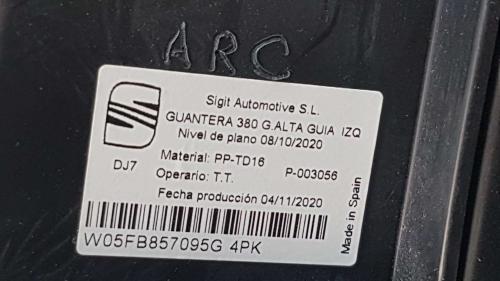 ARC
Sigit Automotive S.L.
GUANTERA 380 G.ALTA GUIA IZQ
Nivel de plano 08/10/2020
DJ7
Material: PP-TD16 P-003056
Operario: T.T.
Fecha producción 04/11/2020
W05FB857095G 4PK
Made in Spain